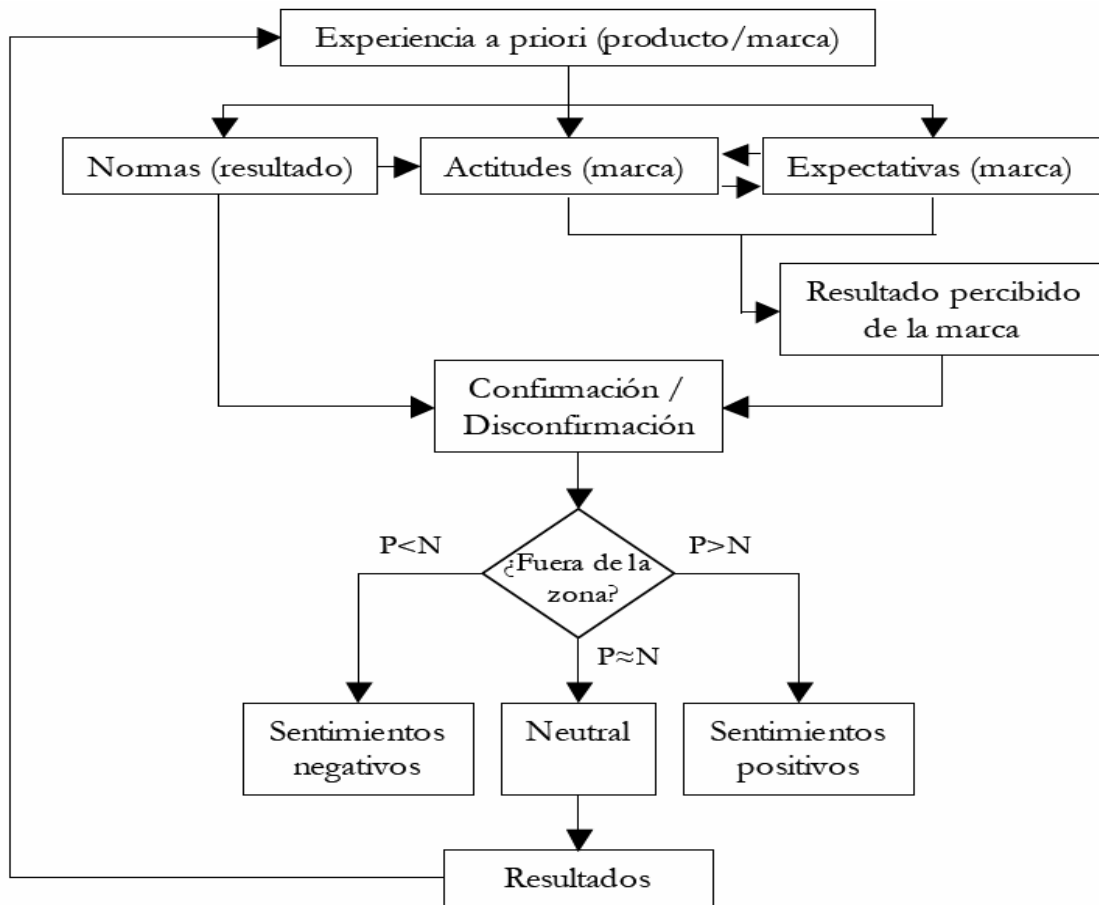 Experiencia a priori (producto/marca)
Normas (resultado)
Actitudes (marca)
Expectativas (marca)
Resultado percibido
de la marca
Confirmación /
Disconfirmación
P<N
¿Fuera de la
zona?
P>N
P≈N
Sentimientos
negativos
Neutral
Sentimientos
positivos
Resultados